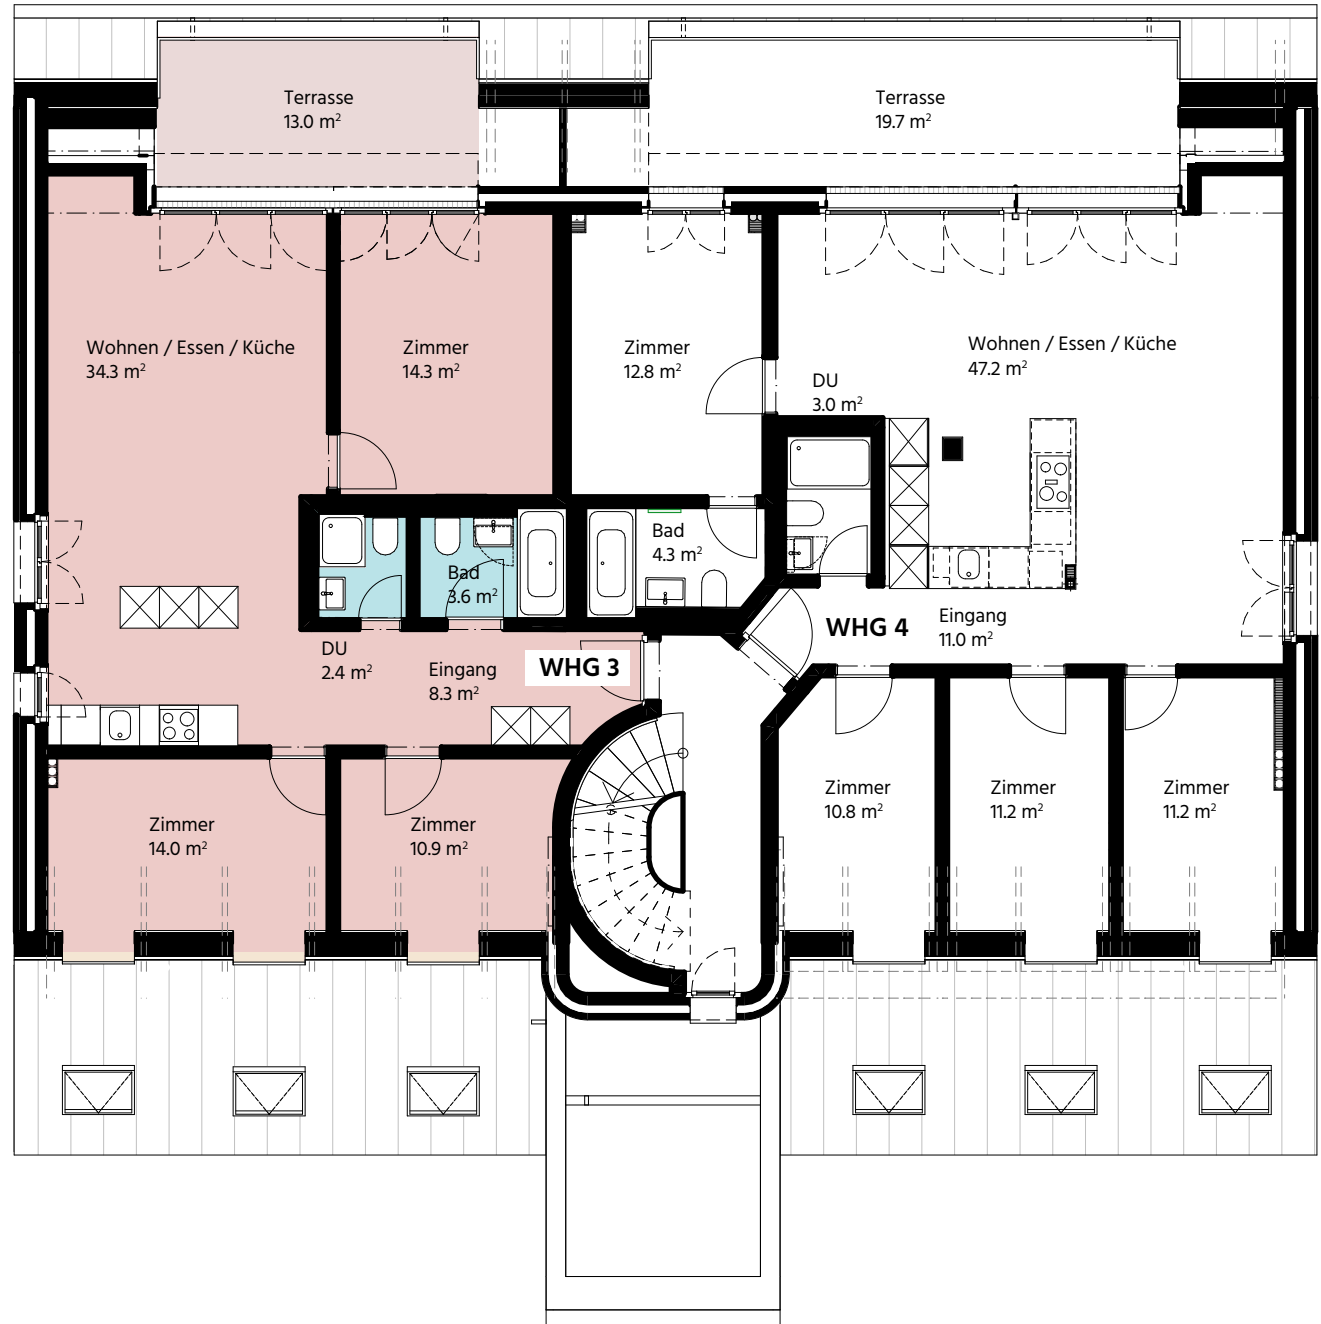 Terrasse
13.0 m²
Terrasse
19.7 m²
Wohnen / Essen / Küche
34.3 m²
Zimmer
14.3 m²
Zimmer
12.8 m²
Wohnen / Essen / Küche
47.2 m²
DU
3.0 m²
Bad
3.6 m²
Bad
4.3 m²
DU
2.4 m²
Eingang
8.3 m²
WHG 3
WHG 4
Eingang
11.0 m²
Zimmer
14.0 m²
Zimmer
10.9 m²
Zimmer
10.8 m²
Zimmer
11.2 m²
Zimmer
11.2 m²